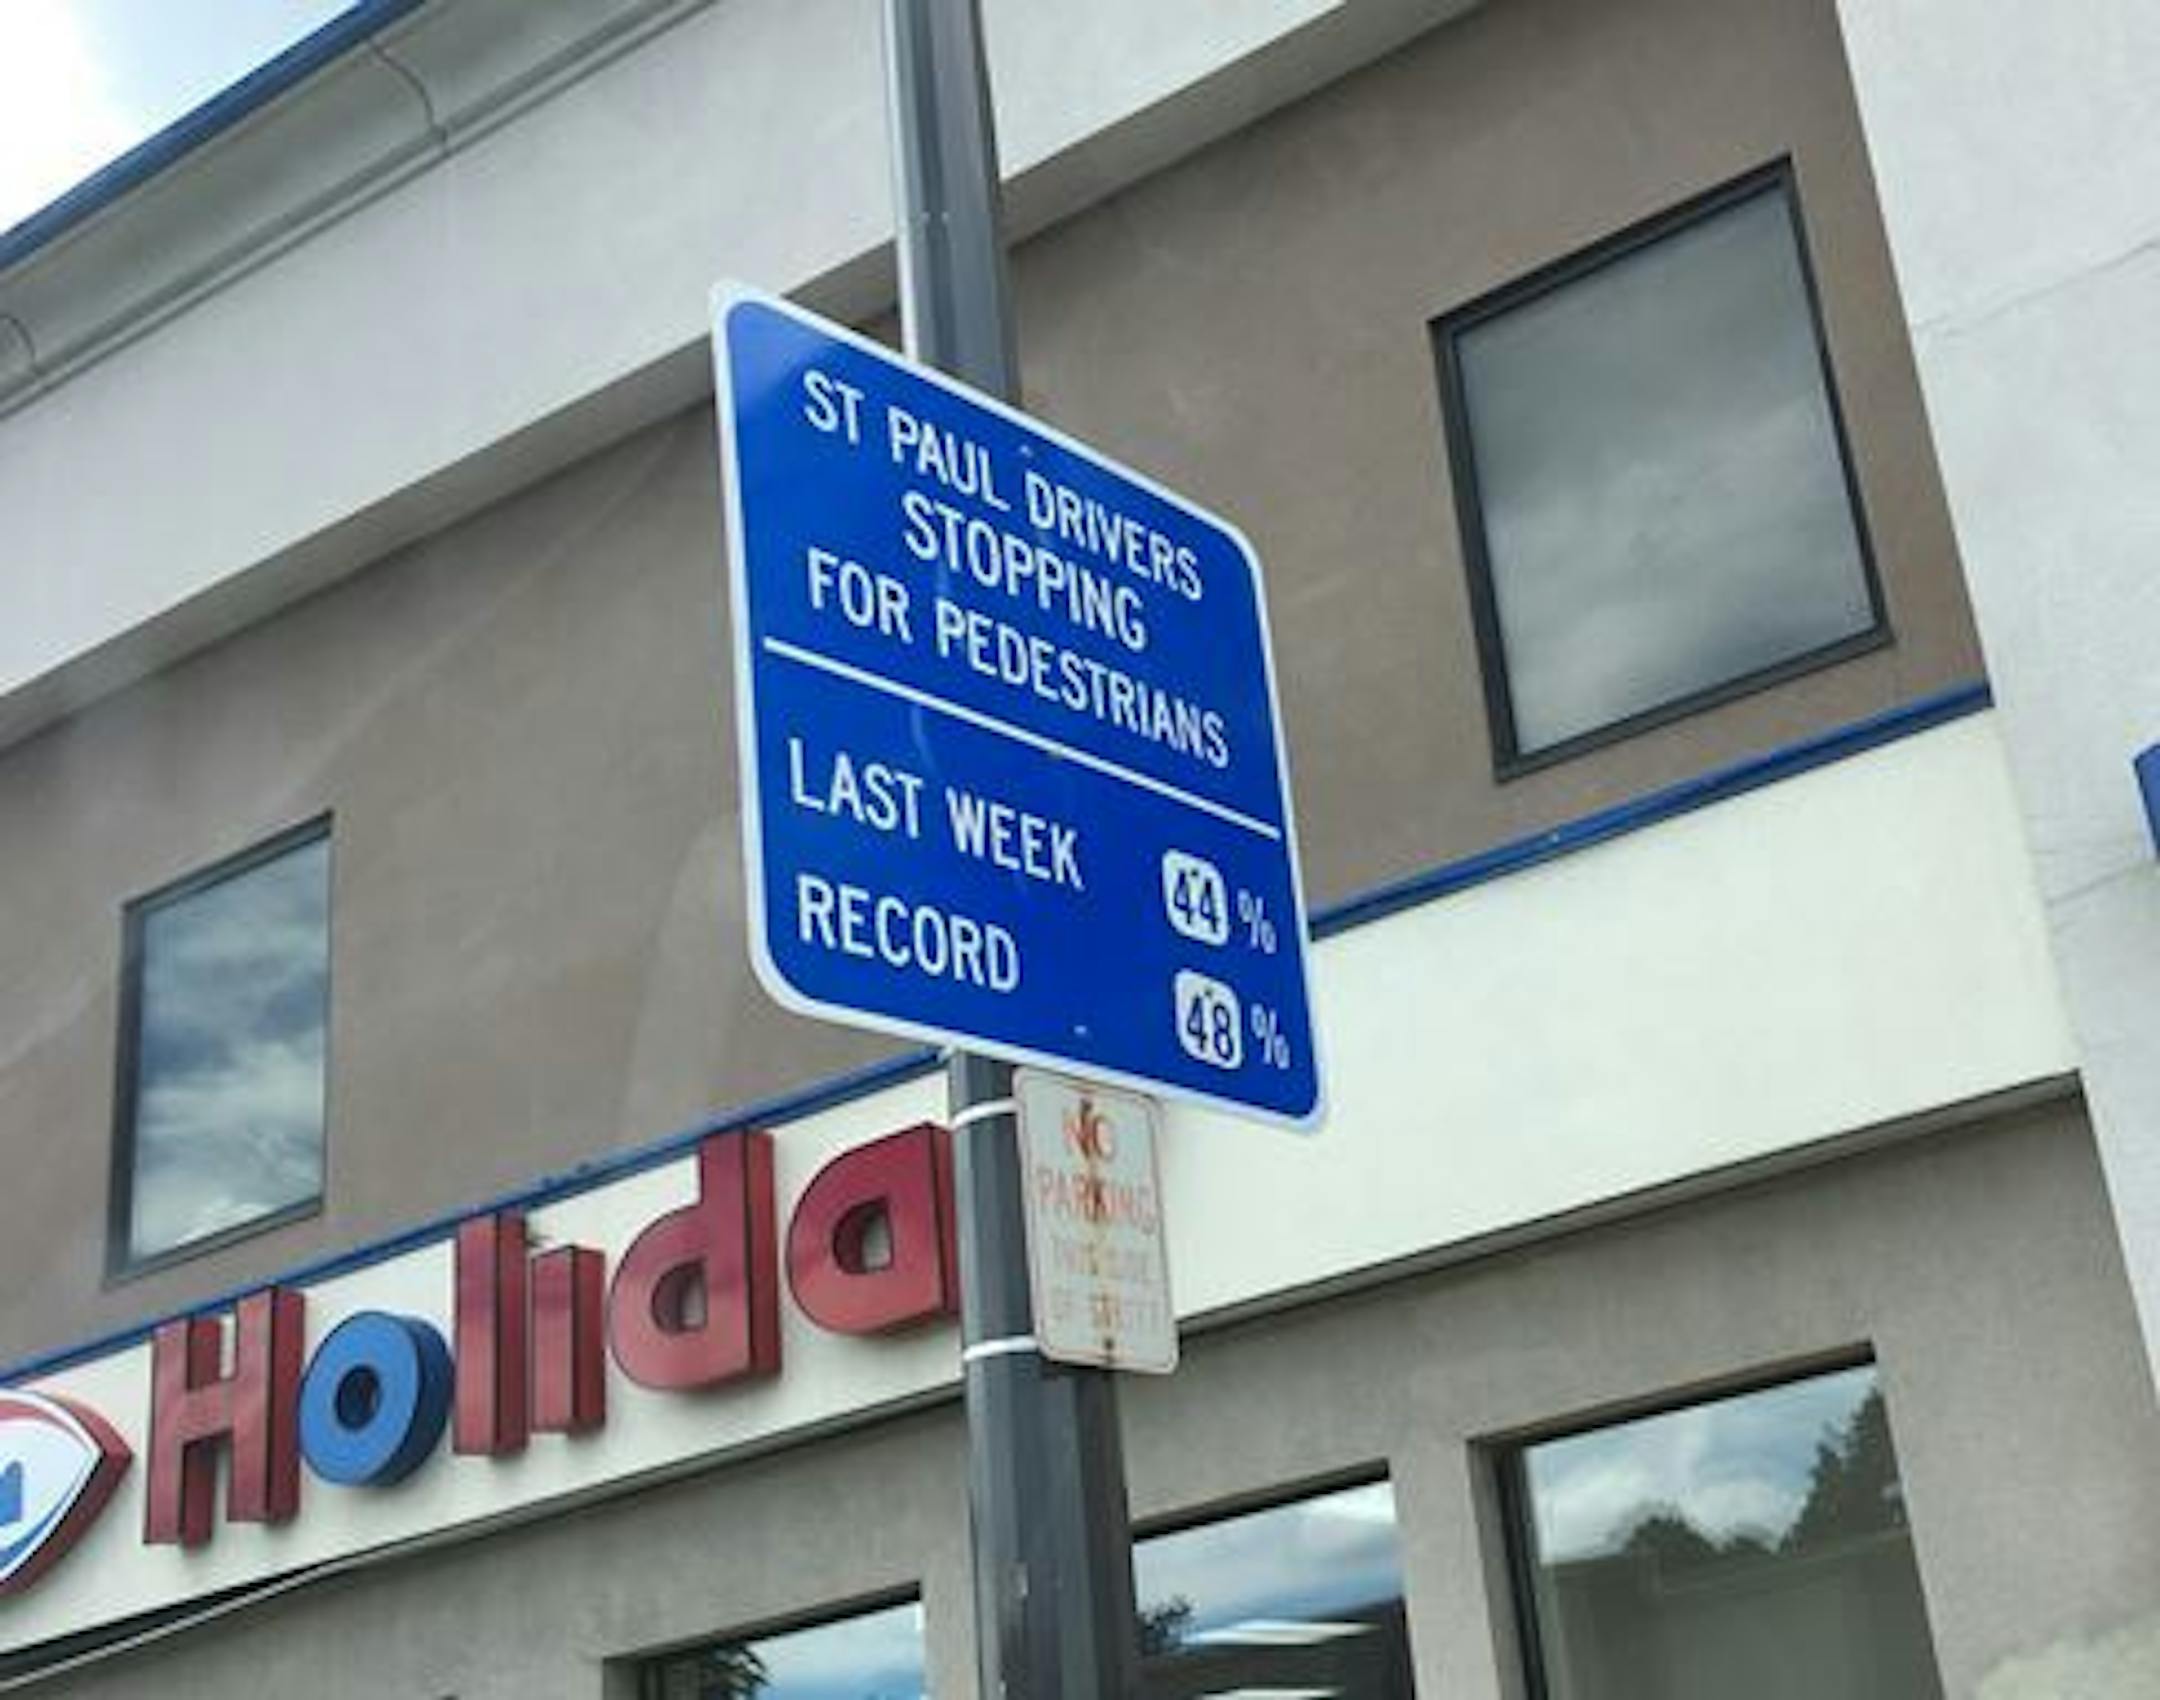 ST PAUL DRIVERS
STOPPING
FOR PEDESTRIANS
LAST WEEK 44 %
RECORD 48 %
NO
PARKING
Holida